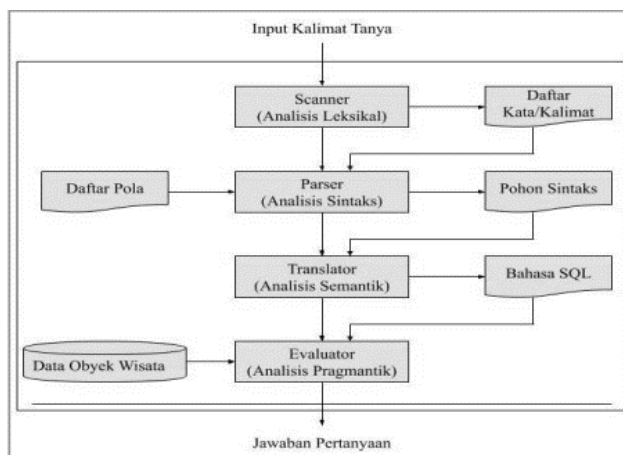 Input Kalimat Tanya
Scanner
(Analisis Leksikal)
Daftar
Kata/Kalimat
Daftar Pola
Parser
(Analisis Sintaks)
Pohon Sintaks
Translator
(Analisis Semantik)
Bahasa SQL
Data Obyek Wisata
Evaluator
(Analisis Pragmantik)
Jawaban Pertanyaan